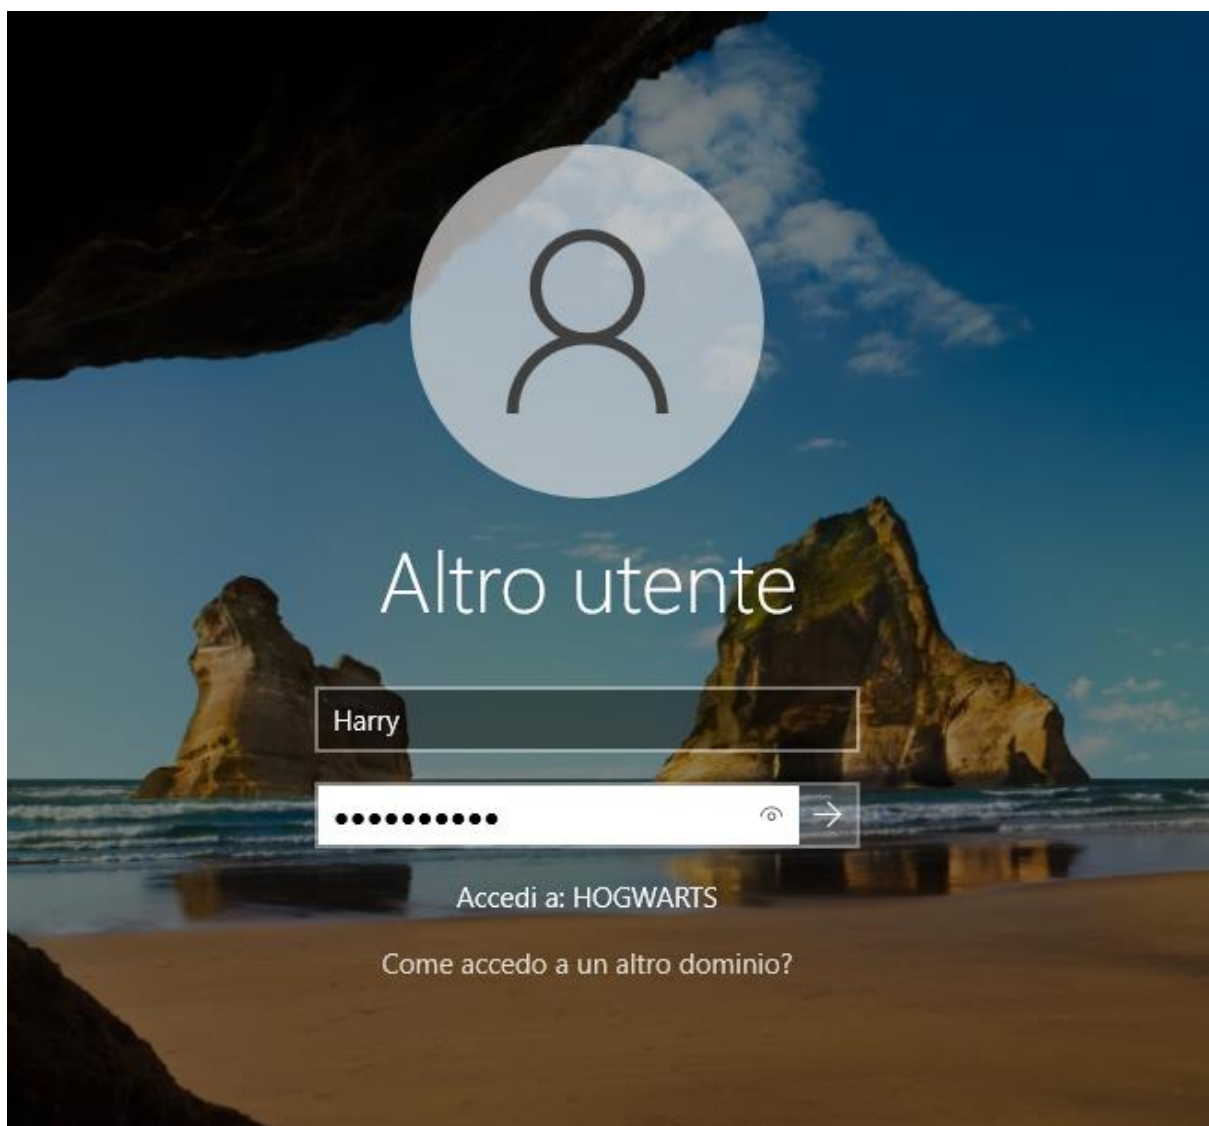 Altro utente
Harry
••••••••••
Accedi a: HOGWARTS
Come accedo a un altro dominio?